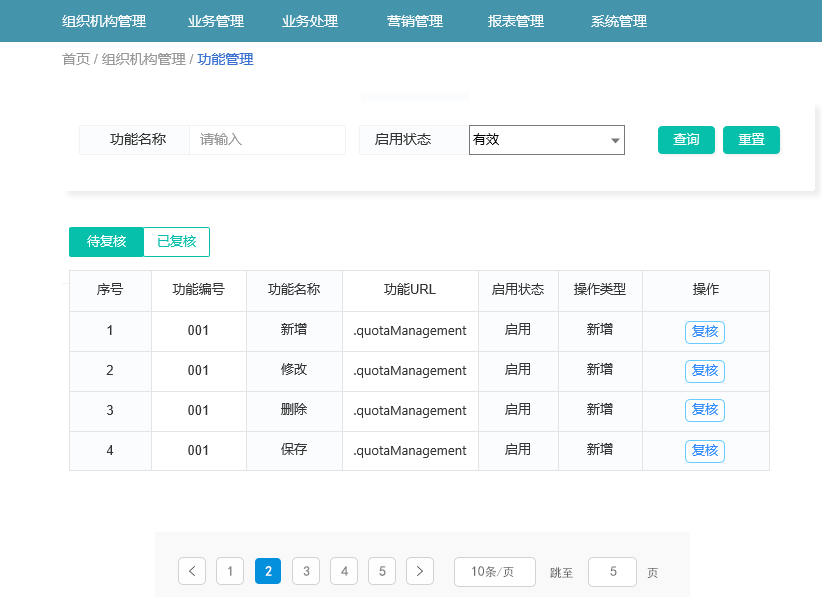 组织机构管理 业务管理 业务处理 营销管理 报表管理 系统管理
首页 / 组织机构管理 / 功能管理
功能名称 请输入 启用状态 有效 查询 重置
待复核 已复核
序号 功能编号 功能名称 功能URL 启用状态 操作类型 操作
1 001 新增 .quotaManagement 启用 新增 复核
2 001 修改 .quotaManagement 启用 新增 复核
3 001 删除 .quotaManagement 启用 新增 复核
4 001 保存 .quotaManagement 启用 新增 复核
< 1 2 3 4 5 > 10条/页 跳至 5 页